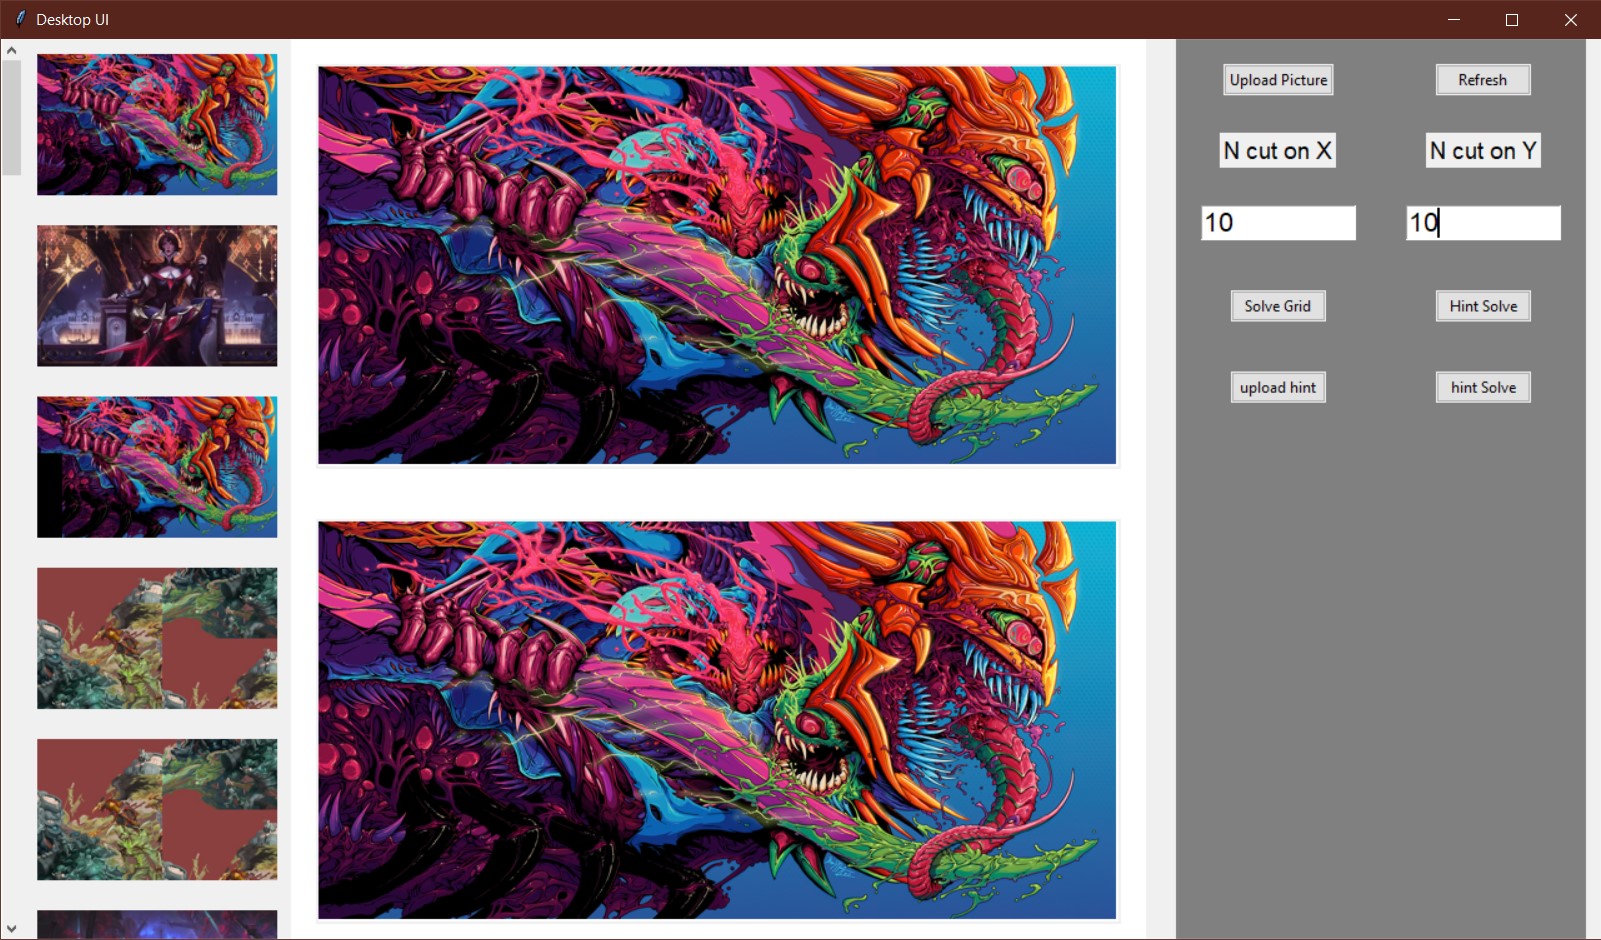 Desktop UI
Upload Picture
Refresh
N cut on X
N cut on Y
10
10
Solve Grid
Hint Solve
upload hint
hint Solve